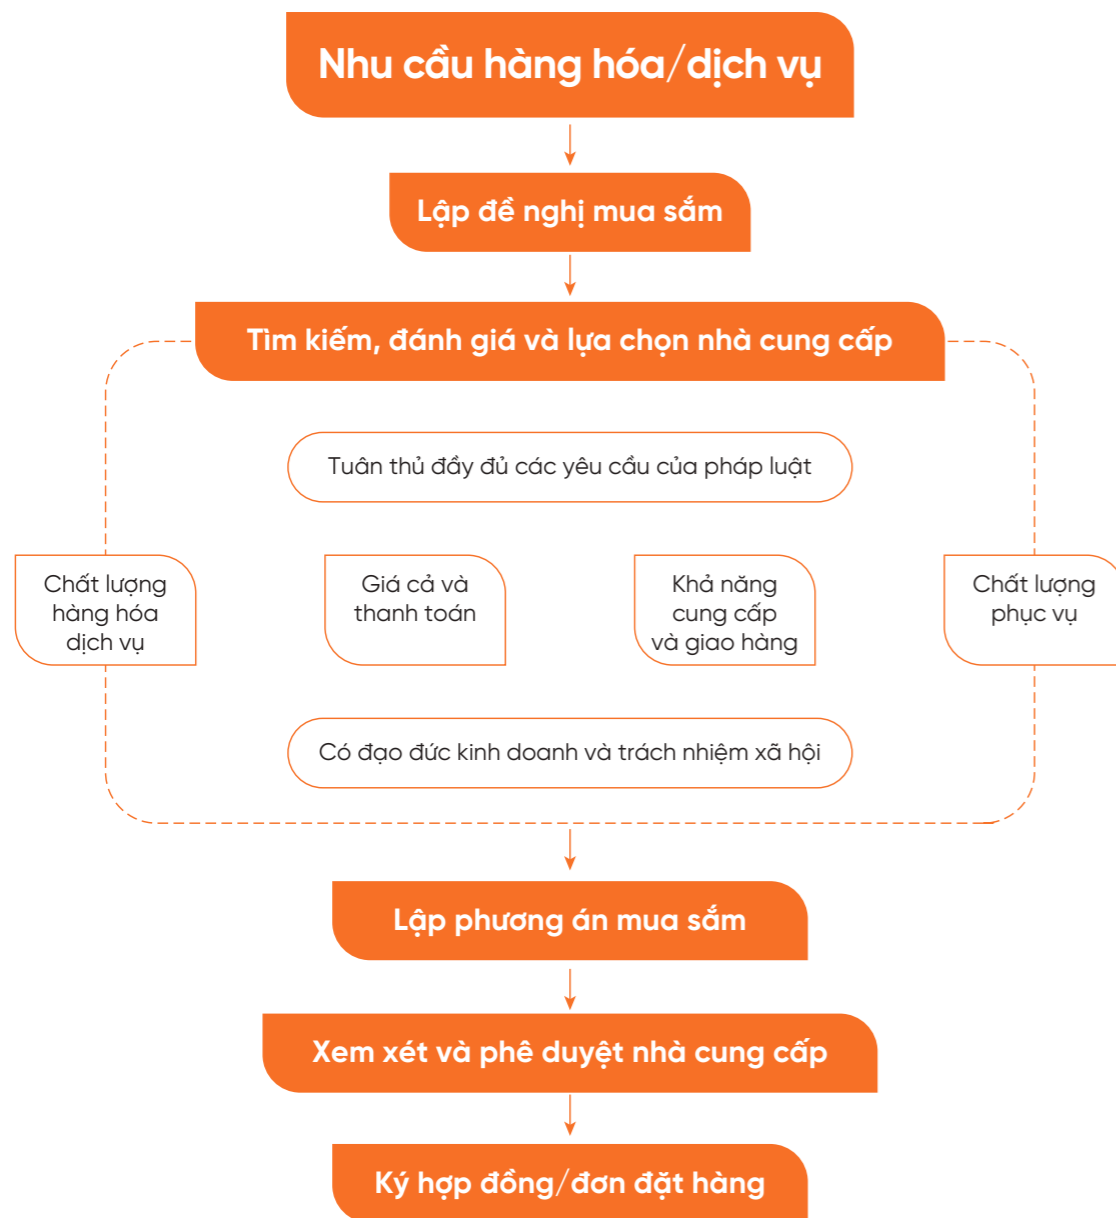 Nhu cầu hàng hóa/dịch vụ
Lập đề nghị mua sắm
Tìm kiếm, đánh giá và lựa chọn nhà cung cấp
Tuân thủ đầy đủ các yêu cầu của pháp luật
Chất lượng
hàng hóa
dịch vụ
Giá cả và
thanh toán
Khả năng
cung cấp
và giao hàng
Chất lượng
phục vụ
Có đạo đức kinh doanh và trách nhiệm xã hội
Lập phương án mua sắm
Xem xét và phê duyệt nhà cung cấp
Ký hợp đồng/đơn đặt hàng